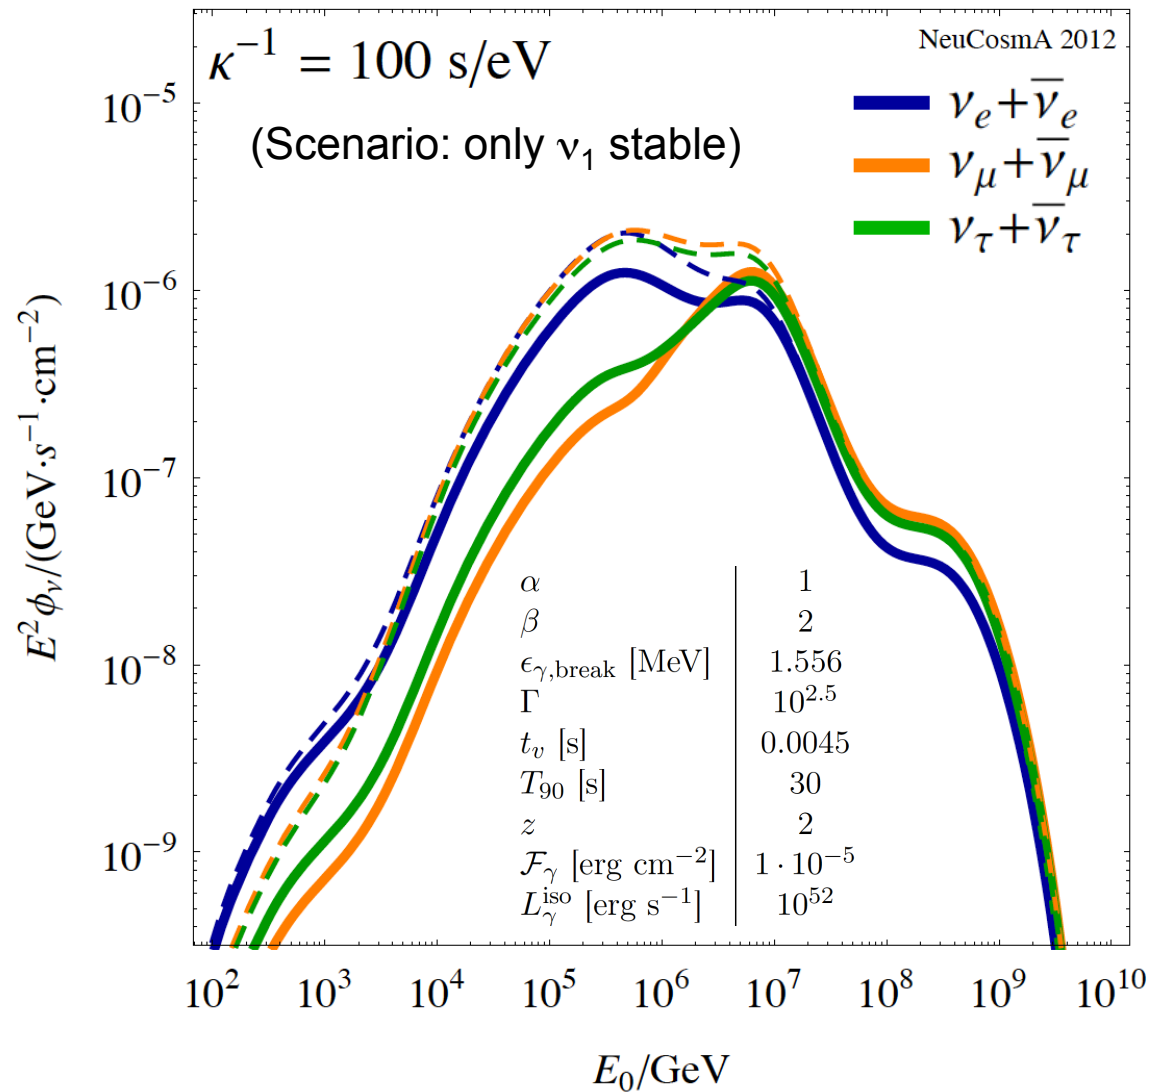 NeuCosmA 2012
κ⁻¹ = 100 s/eV
(Scenario: only ν₁ stable)
νₑ+ν̄ₑ
ν_μ+ν̄_μ
ν_τ+ν̄_τ
10⁻⁵
10⁻⁶
10⁻⁷
10⁻⁸
10⁻⁹
E²ϕ_ν/(GeV·s⁻¹·cm⁻²)
α 1
β 2
ϵ_γ,break [MeV] 1.556
Γ 10^2.5
t_v [s] 0.0045
T₉₀ [s] 30
z 2
ℱ_γ [erg cm⁻²] 1·10⁻⁵
L_γ^iso [erg s⁻¹] 10⁵²
10² 10³ 10⁴ 10⁵ 10⁶ 10⁷ 10⁸ 10⁹ 10¹⁰
E₀/GeV